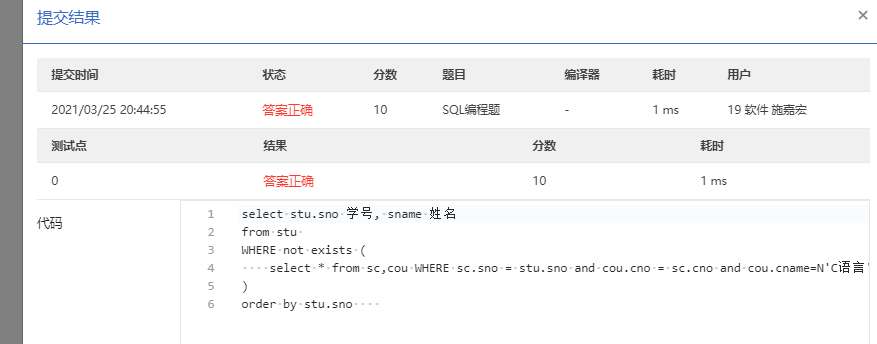 提交结果 ×
提交时间 状态 分数 题目 编译器 耗时 用户
2021/03/25 20:44:55 答案正确 10 SQL编程题 - 1 ms 19 软件 施嘉宏
测试点 结果 分数 耗时
0 答案正确 10 1 ms
代码
1 select stu.sno 学号, sname 姓名
2 from stu
3 WHERE not exists (
4 select * from sc,cou WHERE sc.sno = stu.sno and cou.cno = sc.cno and cou.cname=N'C语言'
5 )
6 order by stu.sno